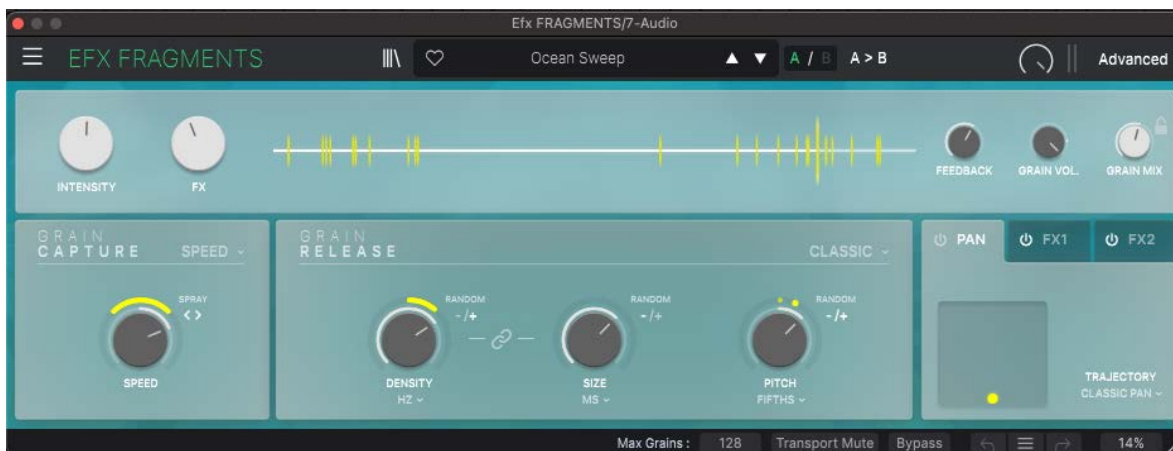 Efx FRAGMENTS/7-Audio
EFX FRAGMENTS
Ocean Sweep
A / B
A > B
Advanced
INTENSITY
FX
FEEDBACK
GRAIN VOL.
GRAIN MIX
GRAIN
CAPTURE
SPEED
SPRAY
< >
SPEED
GRAIN
RELEASE
CLASSIC
RANDOM
- /+
DENSITY
HZ
RANDOM
- /+
SIZE
MS
RANDOM
- /+
PITCH
FIFTHS
PAN
FX1
FX2
TRAJECTORY
CLASSIC PAN
Max Grains : 128 Transport Mute Bypass 14%